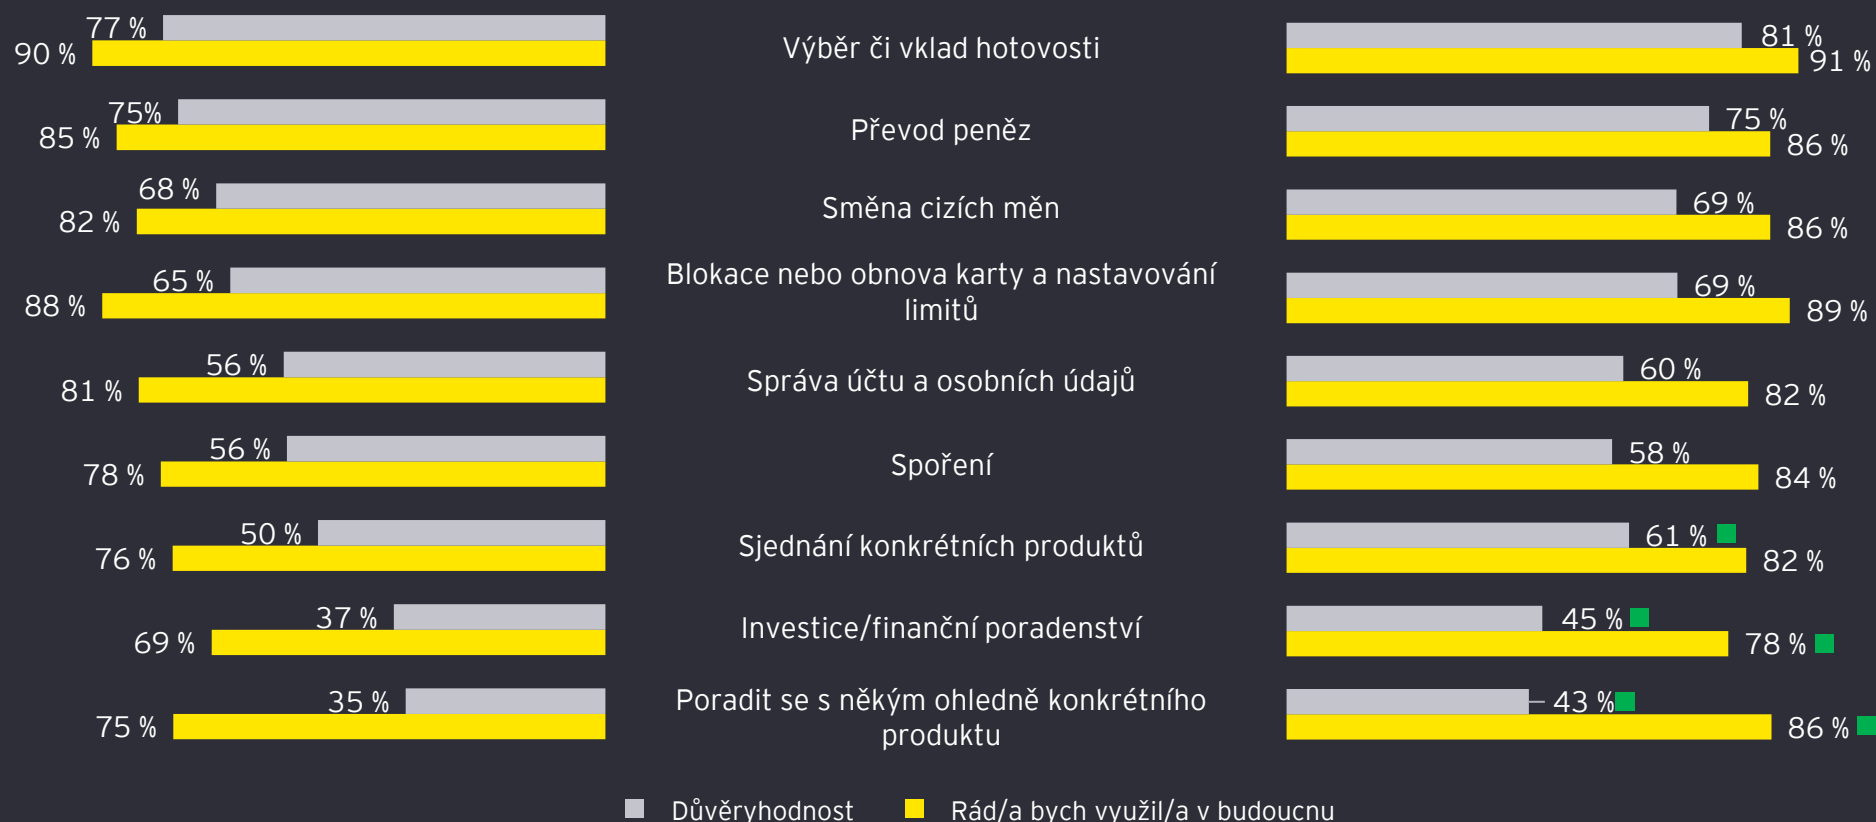 77 %
90 %
Výběr či vklad hotovosti
81 %
91 %
75%
85 %
Převod peněz
75 %
86 %
68 %
82 %
Směna cizích měn
69 %
86 %
65 %
88 %
Blokace nebo obnova karty a nastavování
limitů
69 %
89 %
56 %
81 %
Správa účtu a osobních údajů
60 %
82 %
56 %
78 %
Spoření
58 %
84 %
50 %
76 %
Sjednání konkrétních produktů
61 %
82 %
37 %
69 %
Investice/finanční poradenství
45 %
78 %
35 %
75 %
Poradit se s někým ohledně konkrétního
produktu
43 %
86 %
Důvěryhodnost
Rád/a bych využil/a v budoucnu